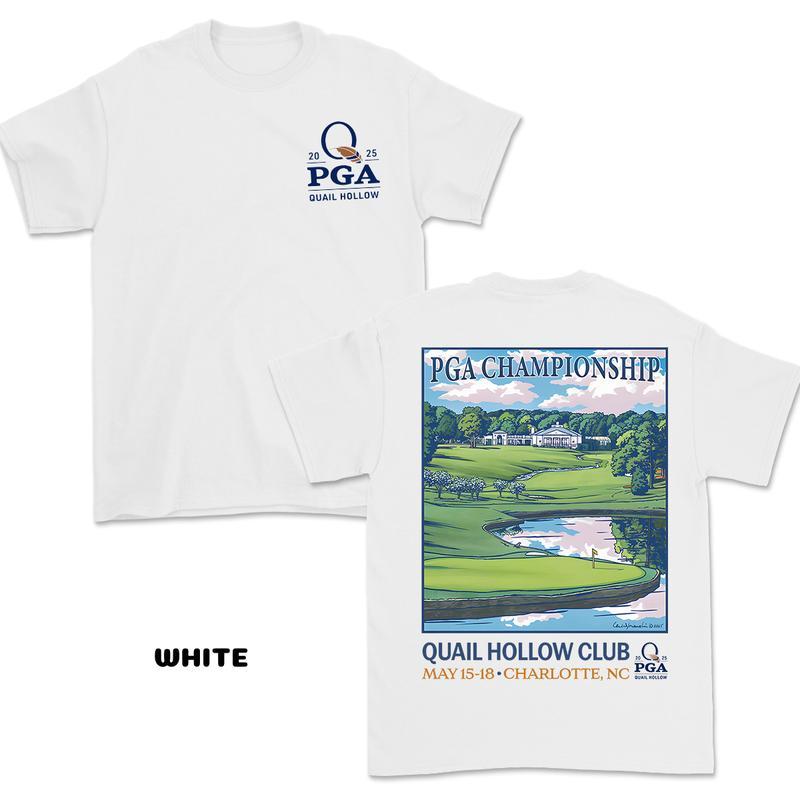 20 Q 25
PGA
QUAIL HOLLOW
PGA CHAMPIONSHIP
QUAIL HOLLOW CLUB
MAY 15-18 • CHARLOTTE, NC
20 Q 25
PGA
QUAIL HOLLOW
WHITE